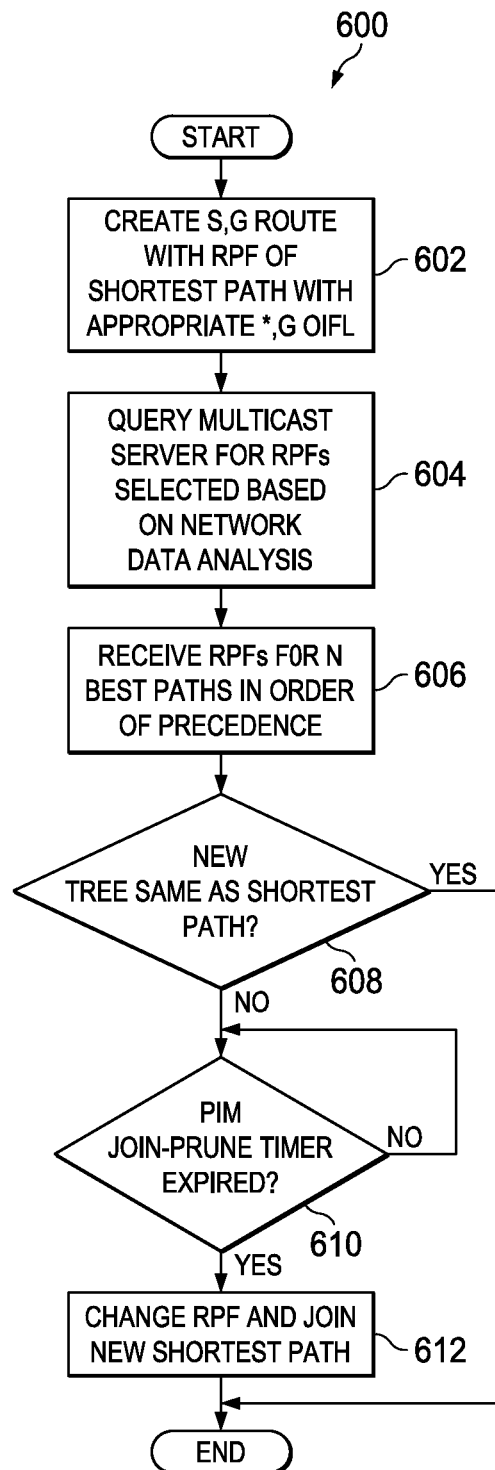 600
START
CREATE S,G ROUTE
WITH RPF OF
SHORTEST PATH WITH
APPROPRIATE *,G OIFL
602
QUERY MULTICAST
SERVER FOR RPFs
SELECTED BASED
ON NETWORK
DATA ANALYSIS
604
RECEIVE RPFs F0R N
BEST PATHS IN ORDER
OF PRECEDENCE
606
NEW
TREE SAME AS SHORTEST
PATH?
YES
608
NO
PIM
JOIN-PRUNE TIMER
EXPIRED?
NO
610
YES
CHANGE RPF AND JOIN
NEW SHORTEST PATH
612
END